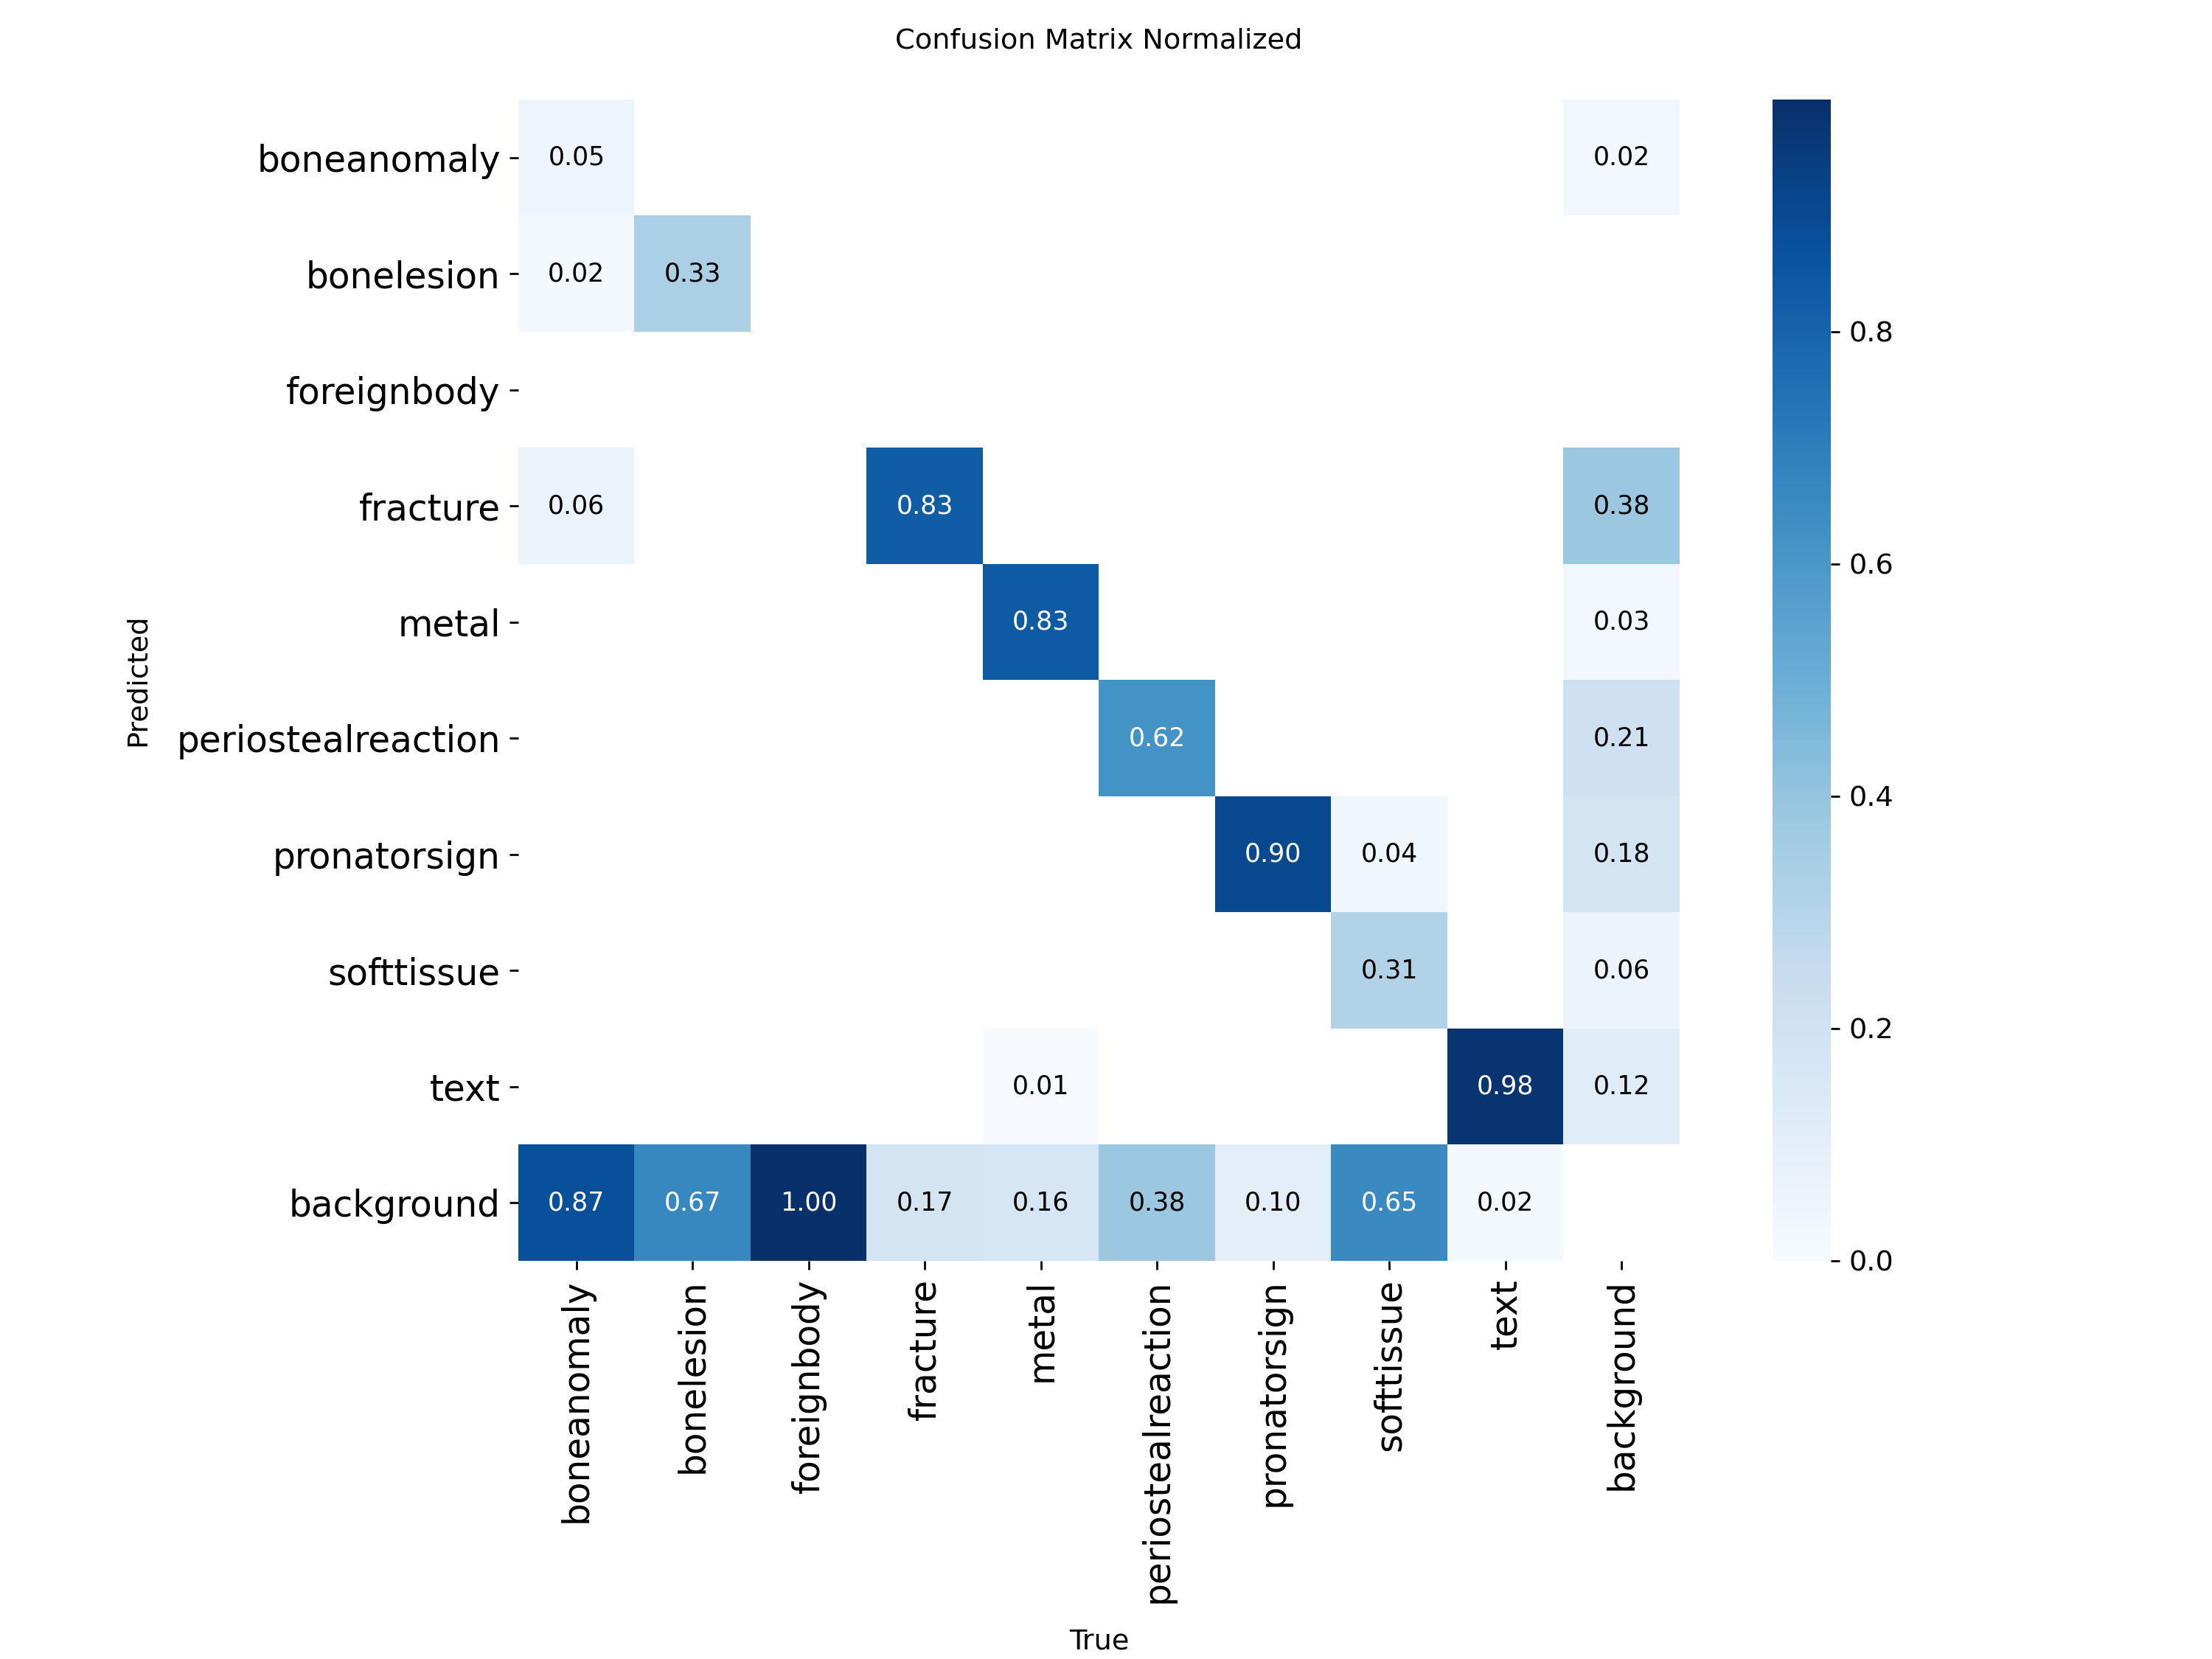 Confusion Matrix Normalized
Predicted
boneanomaly 0.05 0.02
bonelesion 0.02 0.33
foreignbody
fracture 0.06 0.83 0.38
metal 0.83 0.03
periostealreaction 0.62 0.21
pronatorsign 0.90 0.04 0.18
softtissue 0.31 0.06
text 0.01 0.98 0.12
background 0.87 0.67 1.00 0.17 0.16 0.38 0.10 0.65 0.02
boneanomaly
bonelesion
foreignbody
fracture
metal
periostealreaction
pronatorsign
softtissue
text
background
True
0.8
0.6
0.4
0.2
0.0